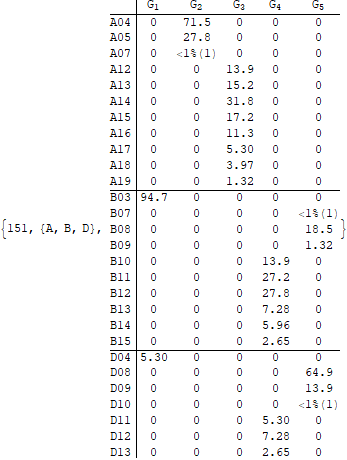 G1 G2 G3 G4 G5
A04 0 71.5 0 0 0
A05 0 27.8 0 0 0
A07 0 <1%(1) 0 0 0
A12 0 0 13.9 0 0
A13 0 0 15.2 0 0
A14 0 0 31.8 0 0
A15 0 0 17.2 0 0
A16 0 0 11.3 0 0
A17 0 0 5.30 0 0
A18 0 0 3.97 0 0
A19 0 0 1.32 0 0
B03 94.7 0 0 0 0
B07 0 0 0 0 <1%(1)
{151, {A, B, D}, B08 0 0 0 0 18.5 }
B09 0 0 0 0 1.32
B10 0 0 0 13.9 0
B11 0 0 0 27.2 0
B12 0 0 0 27.8 0
B13 0 0 0 7.28 0
B14 0 0 0 5.96 0
B15 0 0 0 2.65 0
D04 5.30 0 0 0 0
D08 0 0 0 0 64.9
D09 0 0 0 0 13.9
D10 0 0 0 0 <1%(1)
D11 0 0 0 5.30 0
D12 0 0 0 7.28 0
D13 0 0 0 2.65 0